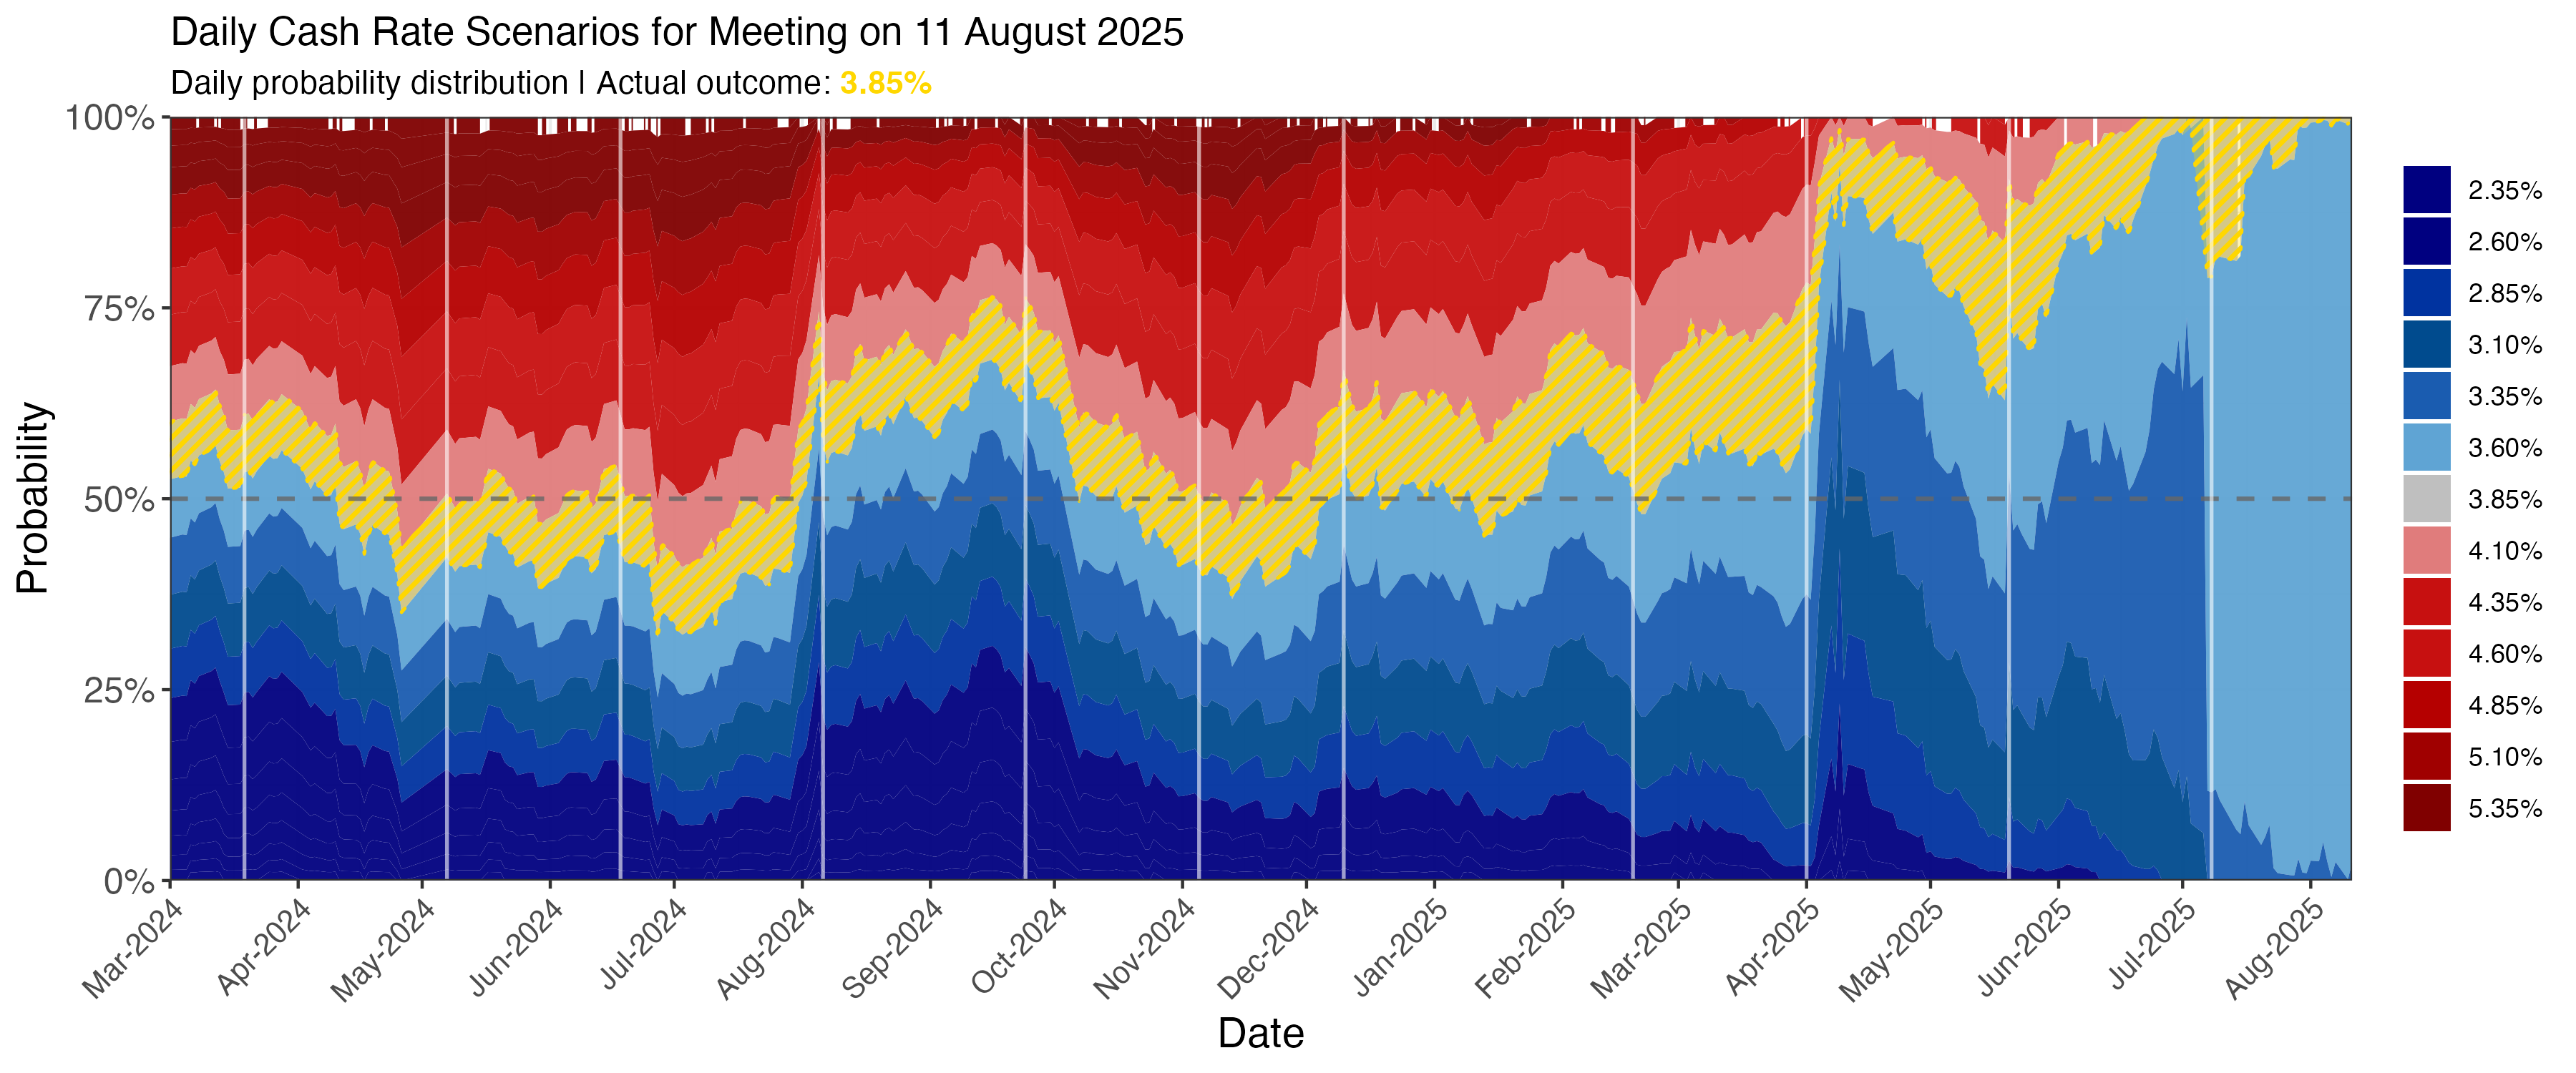 Daily Cash Rate Scenarios for Meeting on 11 August 2025
Daily probability distribution | Actual outcome: 3.85%
Probability
100%
75%
50%
25%
0%
Mar-2024
Apr-2024
May-2024
Jun-2024
Jul-2024
Aug-2024
Sep-2024
Oct-2024
Nov-2024
Dec-2024
Jan-2025
Feb-2025
Mar-2025
Apr-2025
May-2025
Jun-2025
Jul-2025
Aug-2025
Date
2.35%
2.60%
2.85%
3.10%
3.35%
3.60%
3.85%
4.10%
4.35%
4.60%
4.85%
5.10%
5.35%